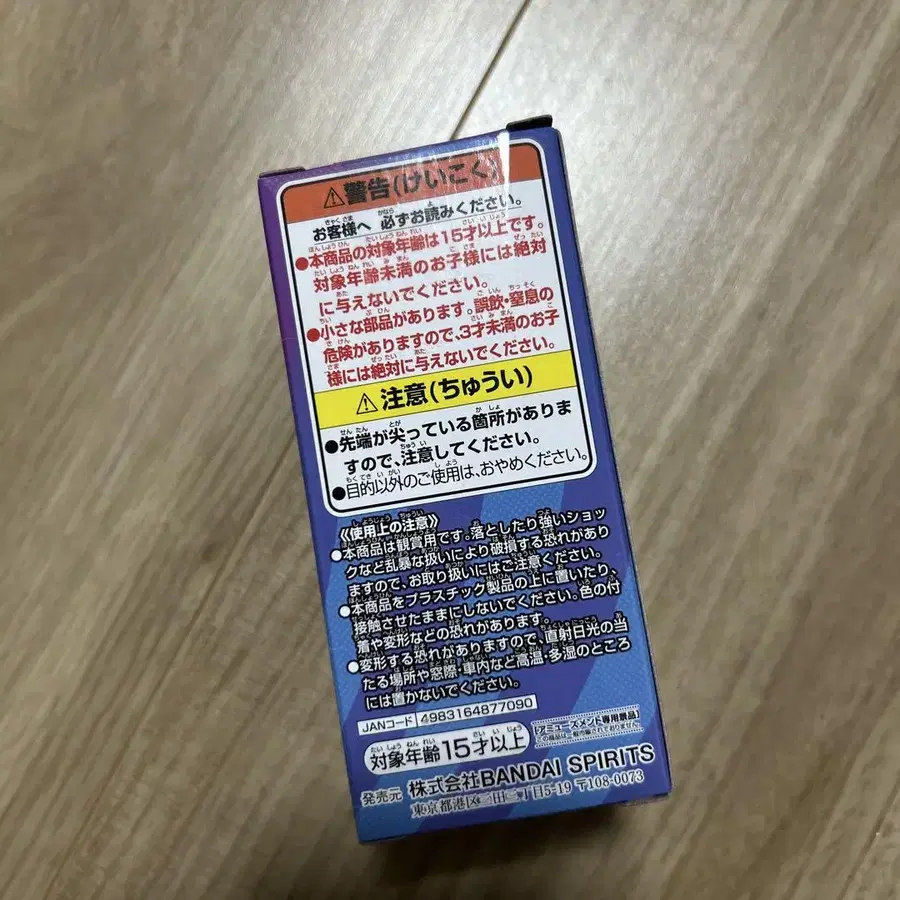 ⚠警告(けいこく)
お客様へ 必ずお読みください。
●本商品の対象年齢は15才以上です。
対象年齢未満のお子様には絶対
に与えないでください。
●小さな部品があります。誤飲・窒息の
危険がありますので、3才未満のお子
様には絶対に与えないでください。
⚠注意(ちゅうい)
●先端が尖っている箇所がありま
すので、注意してください。
●目的以外のご使用は、おやめください。
《使用上の注意》
●本商品は観賞用です。落としたり強いショッ
クなど乱暴な扱いにより破損する恐れがあり
ますので、お取り扱いにはご注意ください。
●本商品をプラスチック製品の上に置いたり、
接触させたままにしないでください。色の付
着や変形などの恐れがあります。
●変形する恐れがありますので、直射日光の当
たる場所や窓際・車内など高温・多湿のところ
には置かないでください。
JANコード 4983164877090
アミューズメント専用景品
この商品は一般市販されておりません。
対象年齢15才以上
発売元 株式会社BANDAI SPIRITS
東京都港区三田三丁目5-19 〒108-0073